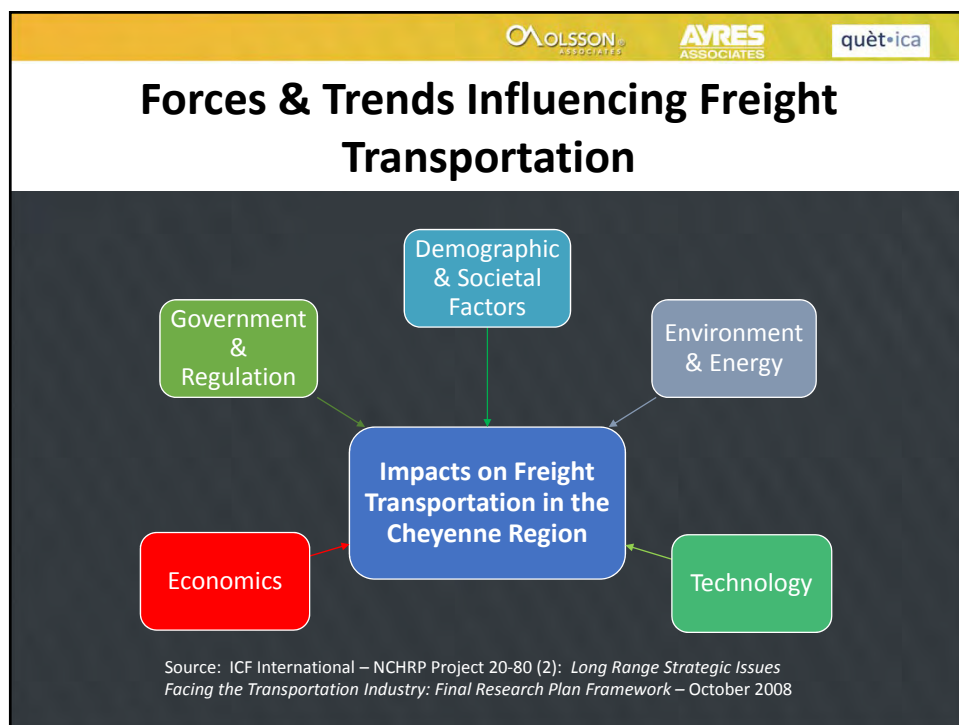 OLSSON ®
ASSOCIATES
AYRES
ASSOCIATES
quèt•ica
Forces & Trends Influencing Freight
Transportation
Demographic
& Societal
Factors
Government
&
Regulation
Environment
& Energy
Impacts on Freight
Transportation in the
Cheyenne Region
Economics
Technology
Source: ICF International – NCHRP Project 20-80 (2): Long Range Strategic Issues
Facing the Transportation Industry: Final Research Plan Framework – October 2008